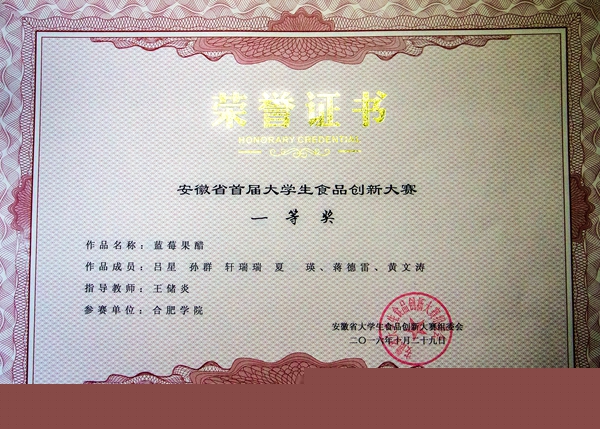 荣誉证书
HONORARY CREDENTIAL
安徽省首届大学生食品创新大赛
一等奖
作品名称：蓝莓果醋
作品成员：吕星 孙群 轩瑞瑞 夏 瑛、蒋德雷、黄文涛
指导教师：王储炎
参赛单位：合肥学院
安徽省大学生食品创新大赛组委会
二〇一六年十月二十九日